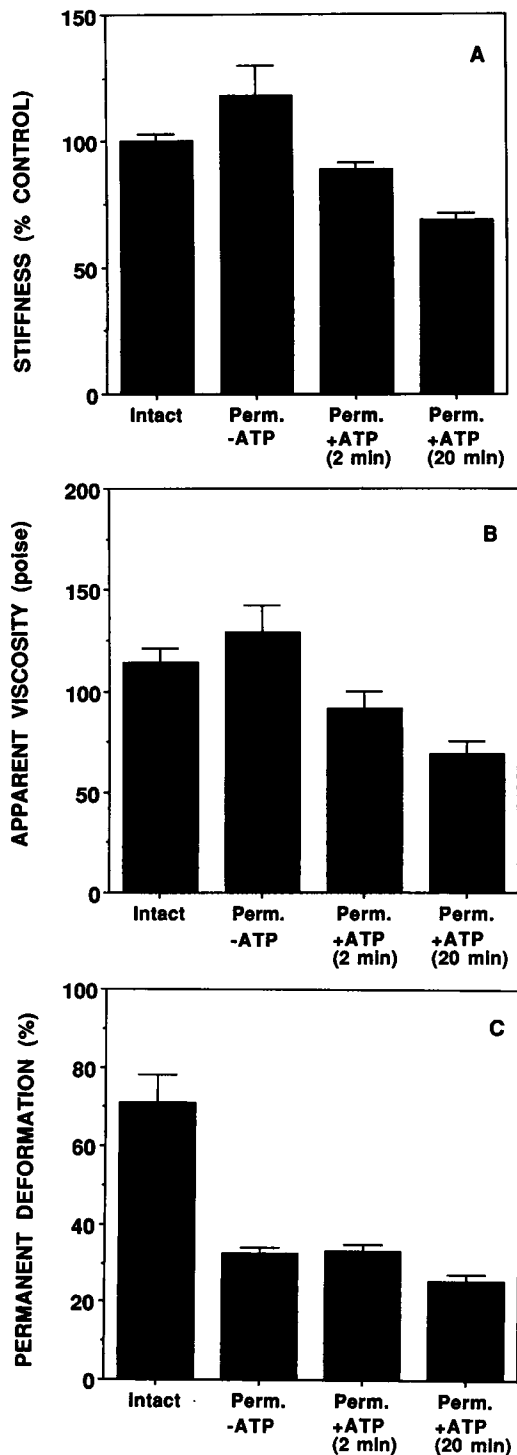 A
STIFFNESS (% CONTROL)
150
100
50
0
Intact Perm. Perm. Perm.
-ATP +ATP +ATP
(2 min) (20 min)
B
APPARENT VISCOSITY (poise)
200
150
100
50
0
Intact Perm. Perm. Perm.
-ATP +ATP +ATP
(2 min) (20 min)
C
PERMANENT DEFORMATION (%)
100
80
60
40
20
0
Intact Perm. Perm. Perm.
-ATP +ATP +ATP
(2 min) (20 min)